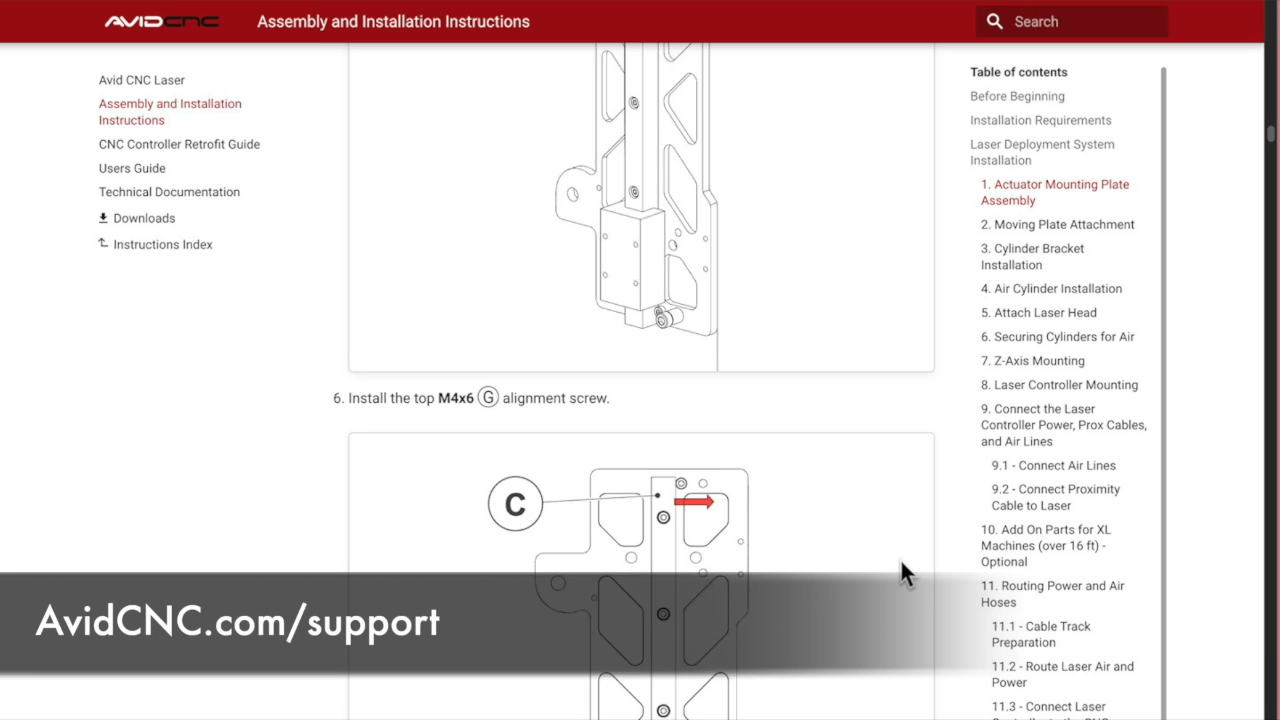 AVIDCNC
Assembly and Installation Instructions
Search
Avid CNC Laser
Assembly and Installation
Instructions
CNC Controller Retrofit Guide
Users Guide
Technical Documentation
Downloads
Instructions Index
6. Install the top M4x6 G alignment screw.
C
AvidCNC.com/support
Table of contents
Before Beginning
Installation Requirements
Laser Deployment System
Installation
1. Actuator Mounting Plate
Assembly
2. Moving Plate Attachment
3. Cylinder Bracket
Installation
4. Air Cylinder Installation
5. Attach Laser Head
6. Securing Cylinders for Air
7. Z-Axis Mounting
8. Laser Controller Mounting
9. Connect the Laser
Controller Power, Prox Cables,
and Air Lines
9.1 - Connect Air Lines
9.2 - Connect Proximity
Cable to Laser
10. Add On Parts for XL
Machines (over 16 ft) -
Optional
11. Routing Power and Air
Hoses
11.1 - Cable Track
Preparation
11.2 - Route Laser Air and
Power
11.3 - Connect Laser